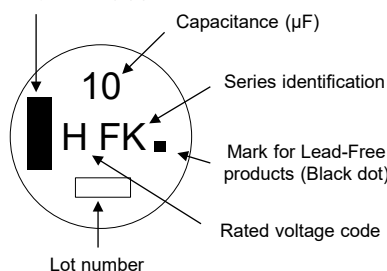 Capacitance (μF)
10
Series identification
H FK
Mark for Lead-Free
products (Black dot)
Rated voltage code
Lot number